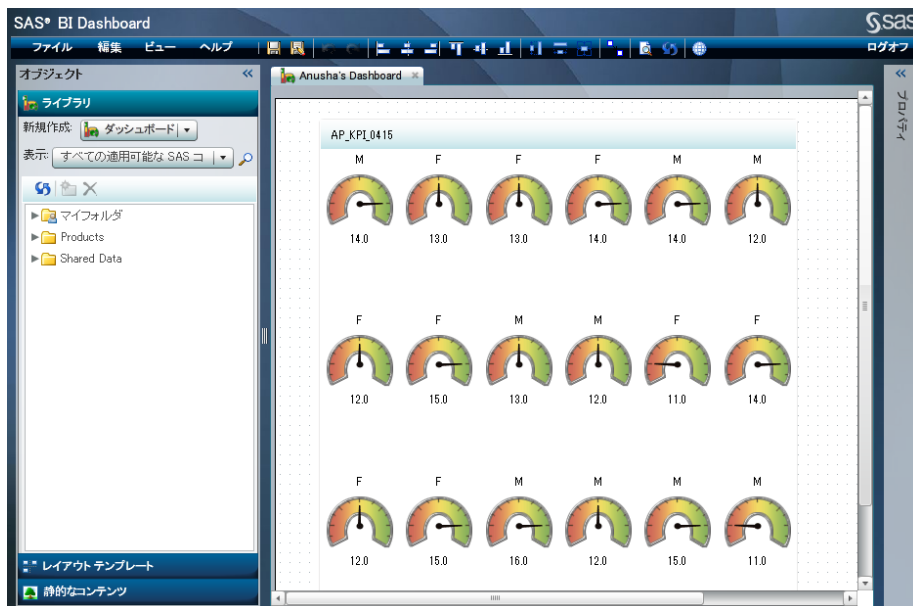 SAS® BI Dashboard
sas
ファイル 編集 ビュー ヘルプ
ログオフ
オブジェクト
ライブラリ
新規作成: ダッシュボード
表示: すべての適用可能な SAS コ
マイフォルダ
Products
Shared Data
レイアウト テンプレート
静的なコンテンツ
Anusha's Dashboard
AP_KPI_0415
M F F F M M
14.0 13.0 13.0 14.0 14.0 12.0
F F M M F F
12.0 15.0 13.0 12.0 11.0 14.0
F F M M M M
12.0 15.0 16.0 12.0 15.0 11.0
プロパティ